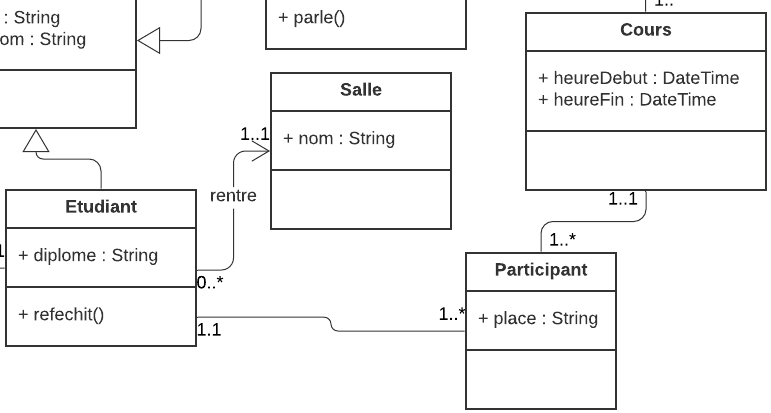 : String
om : String
+ parle()
1..
Cours
+ heureDebut : DateTime
+ heureFin : DateTime
Salle
+ nom : String
1..1
rentre
Etudiant
+ diplome : String
+ refechit()
0..*
1.1
1..*
1..1
1..*
Participant
+ place : String